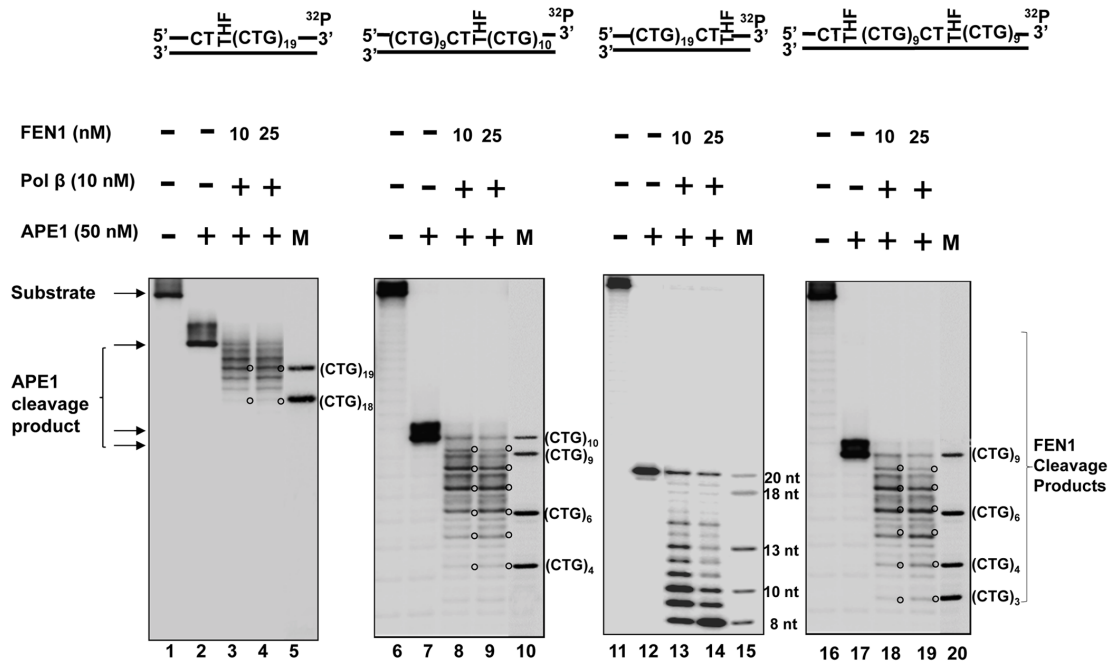 32P 32P 32P 32P
5’ CT THF (CTG)19 3’ 5’ (CTG)9CT THF (CTG)10 3’ 5’ (CTG)19CT THF 3’ 5’ CT THF (CTG)9CT THF (CTG)9 3’
3’ 3’ 3’ 3’
FEN1 (nM) - - 10 25 - - 10 25 - - 10 25 - - 10 25
Pol β (10 nM) - - + + - - + + - - + + - - + +
APE1 (50 nM) - + + + M - + + + M - + + + M - + + + M
Substrate
APE1
cleavage
product
(CTG)19
(CTG)18
(CTG)10
(CTG)9
(CTG)6
(CTG)4
20 nt
18 nt
13 nt
10 nt
8 nt
(CTG)9
(CTG)6
(CTG)4
(CTG)3
FEN1
Cleavage
Products
1 2 3 4 5 6 7 8 9 10 11 12 13 14 15 16 17 18 19 20